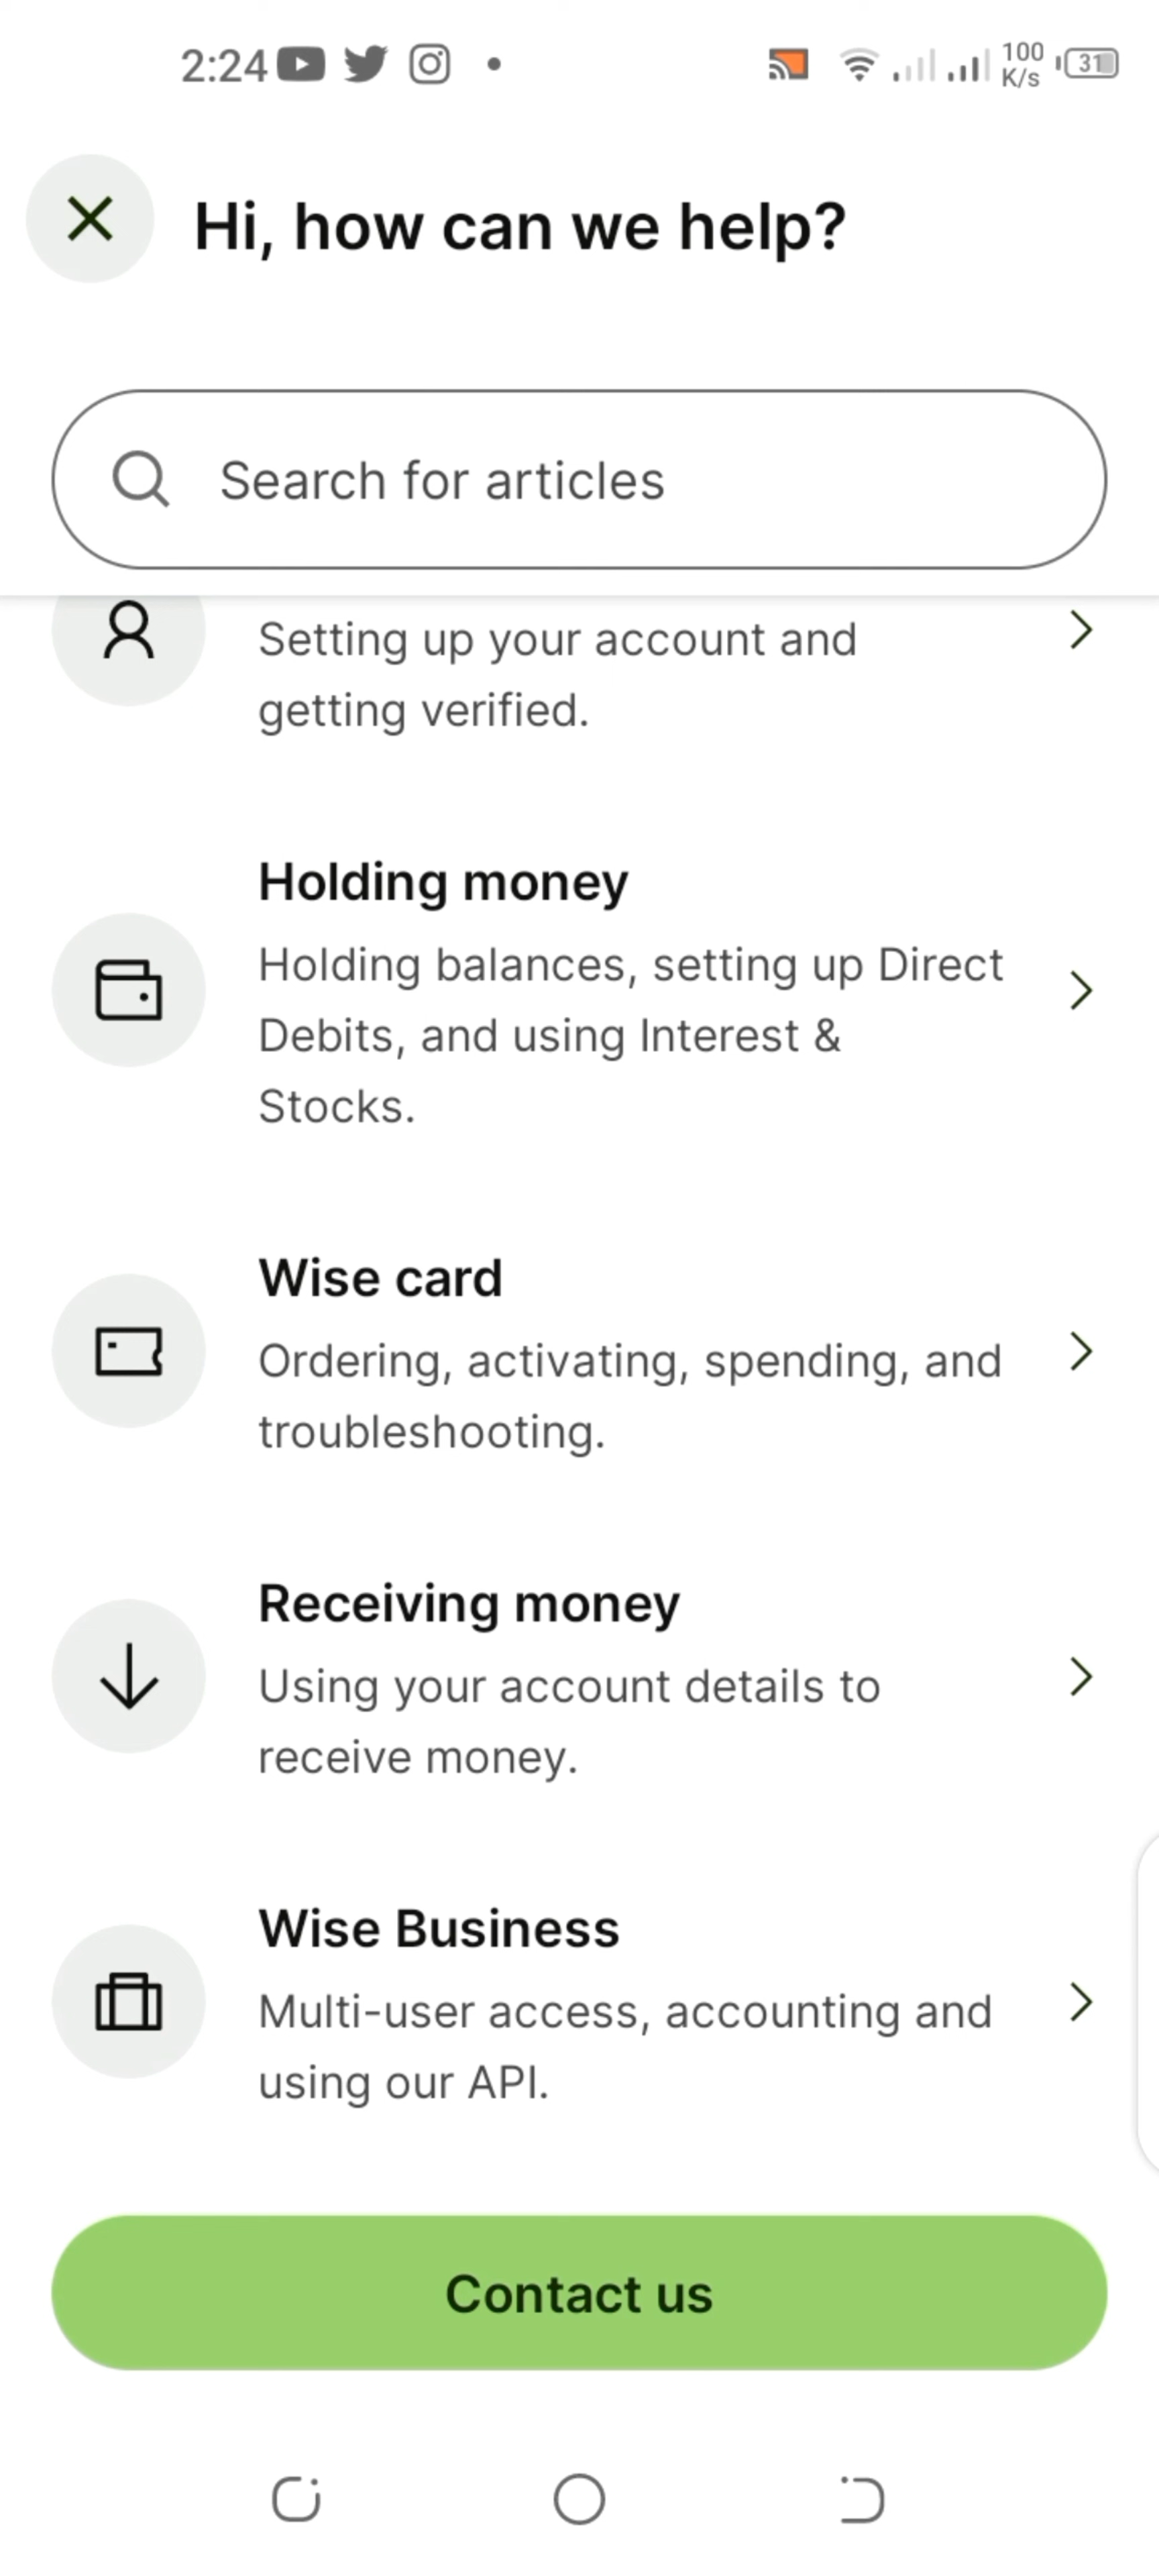 2:24
100
K/s
31
Hi, how can we help?
Search for articles
Setting up your account and
getting verified.
Holding money
Holding balances, setting up Direct
Debits, and using Interest &
Stocks.
Wise card
Ordering, activating, spending, and
troubleshooting.
Receiving money
Using your account details to
receive money.
Wise Business
Multi-user access, accounting and
using our API.
Contact us